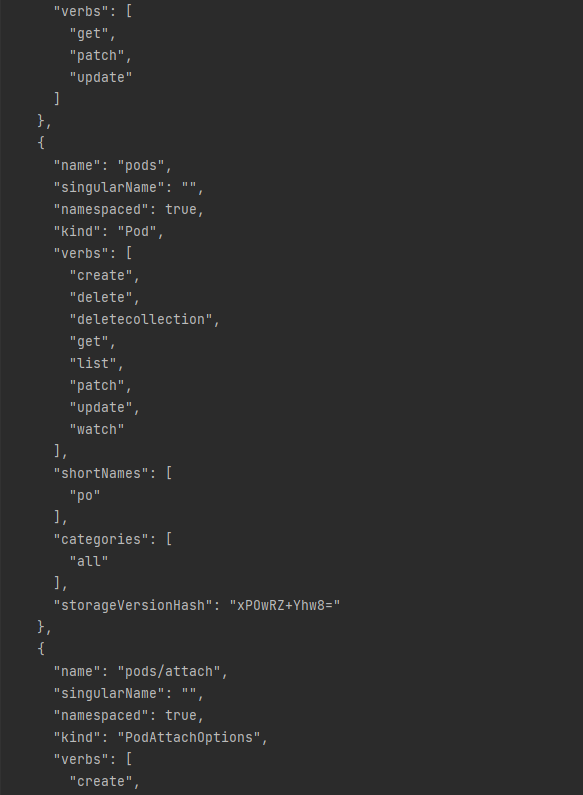 "verbs": [
"get",
"patch",
"update"
]
},
{
"name": "pods",
"singularName": "",
"namespaced": true,
"kind": "Pod",
"verbs": [
"create",
"delete",
"deletecollection",
"get",
"list",
"patch",
"update",
"watch"
],
"shortNames": [
"po"
],
"categories": [
"all"
],
"storageVersionHash": "xPOwRZ+Yhw8="
},
{
"name": "pods/attach",
"singularName": "",
"namespaced": true,
"kind": "PodAttachOptions",
"verbs": [
"create",